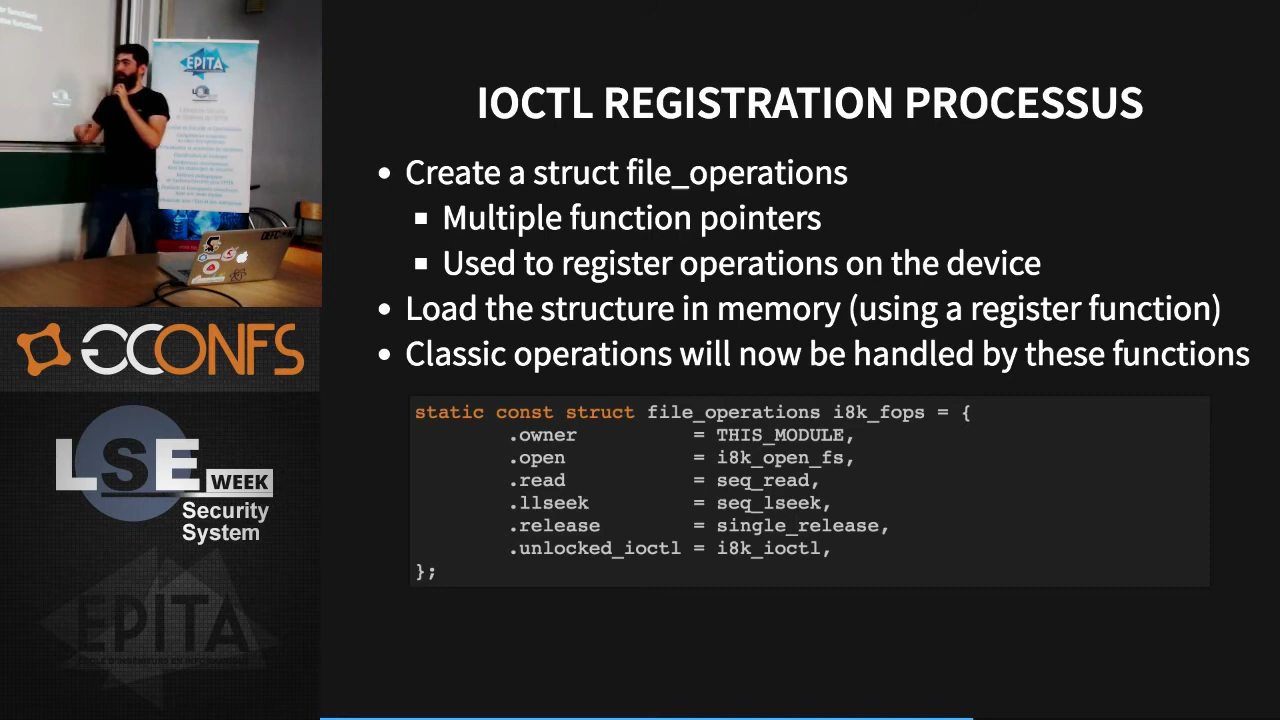 EPITA
IOCTL REGISTRATION PROCESSUS
• Create a struct file_operations
▪ Multiple function pointers
▪ Used to register operations on the device
• Load the structure in memory (using a register function)
• Classic operations will now be handled by these functions
static const struct file_operations i8k_fops = {
.owner = THIS_MODULE,
.open = i8k_open_fs,
.read = seq_read,
.llseek = seq_lseek,
.release = single_release,
.unlocked_ioctl = i8k_ioctl,
};
GCONFS
LSE WEEK
Security
System
EPITA